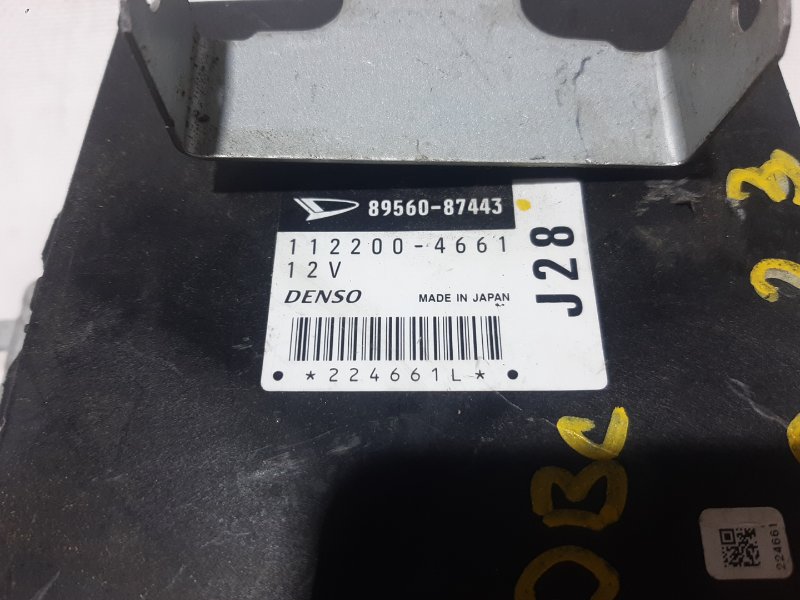 89560-87443
112200-4661
12V
DENSO MADE IN JAPAN
J28
*224661L*
224661